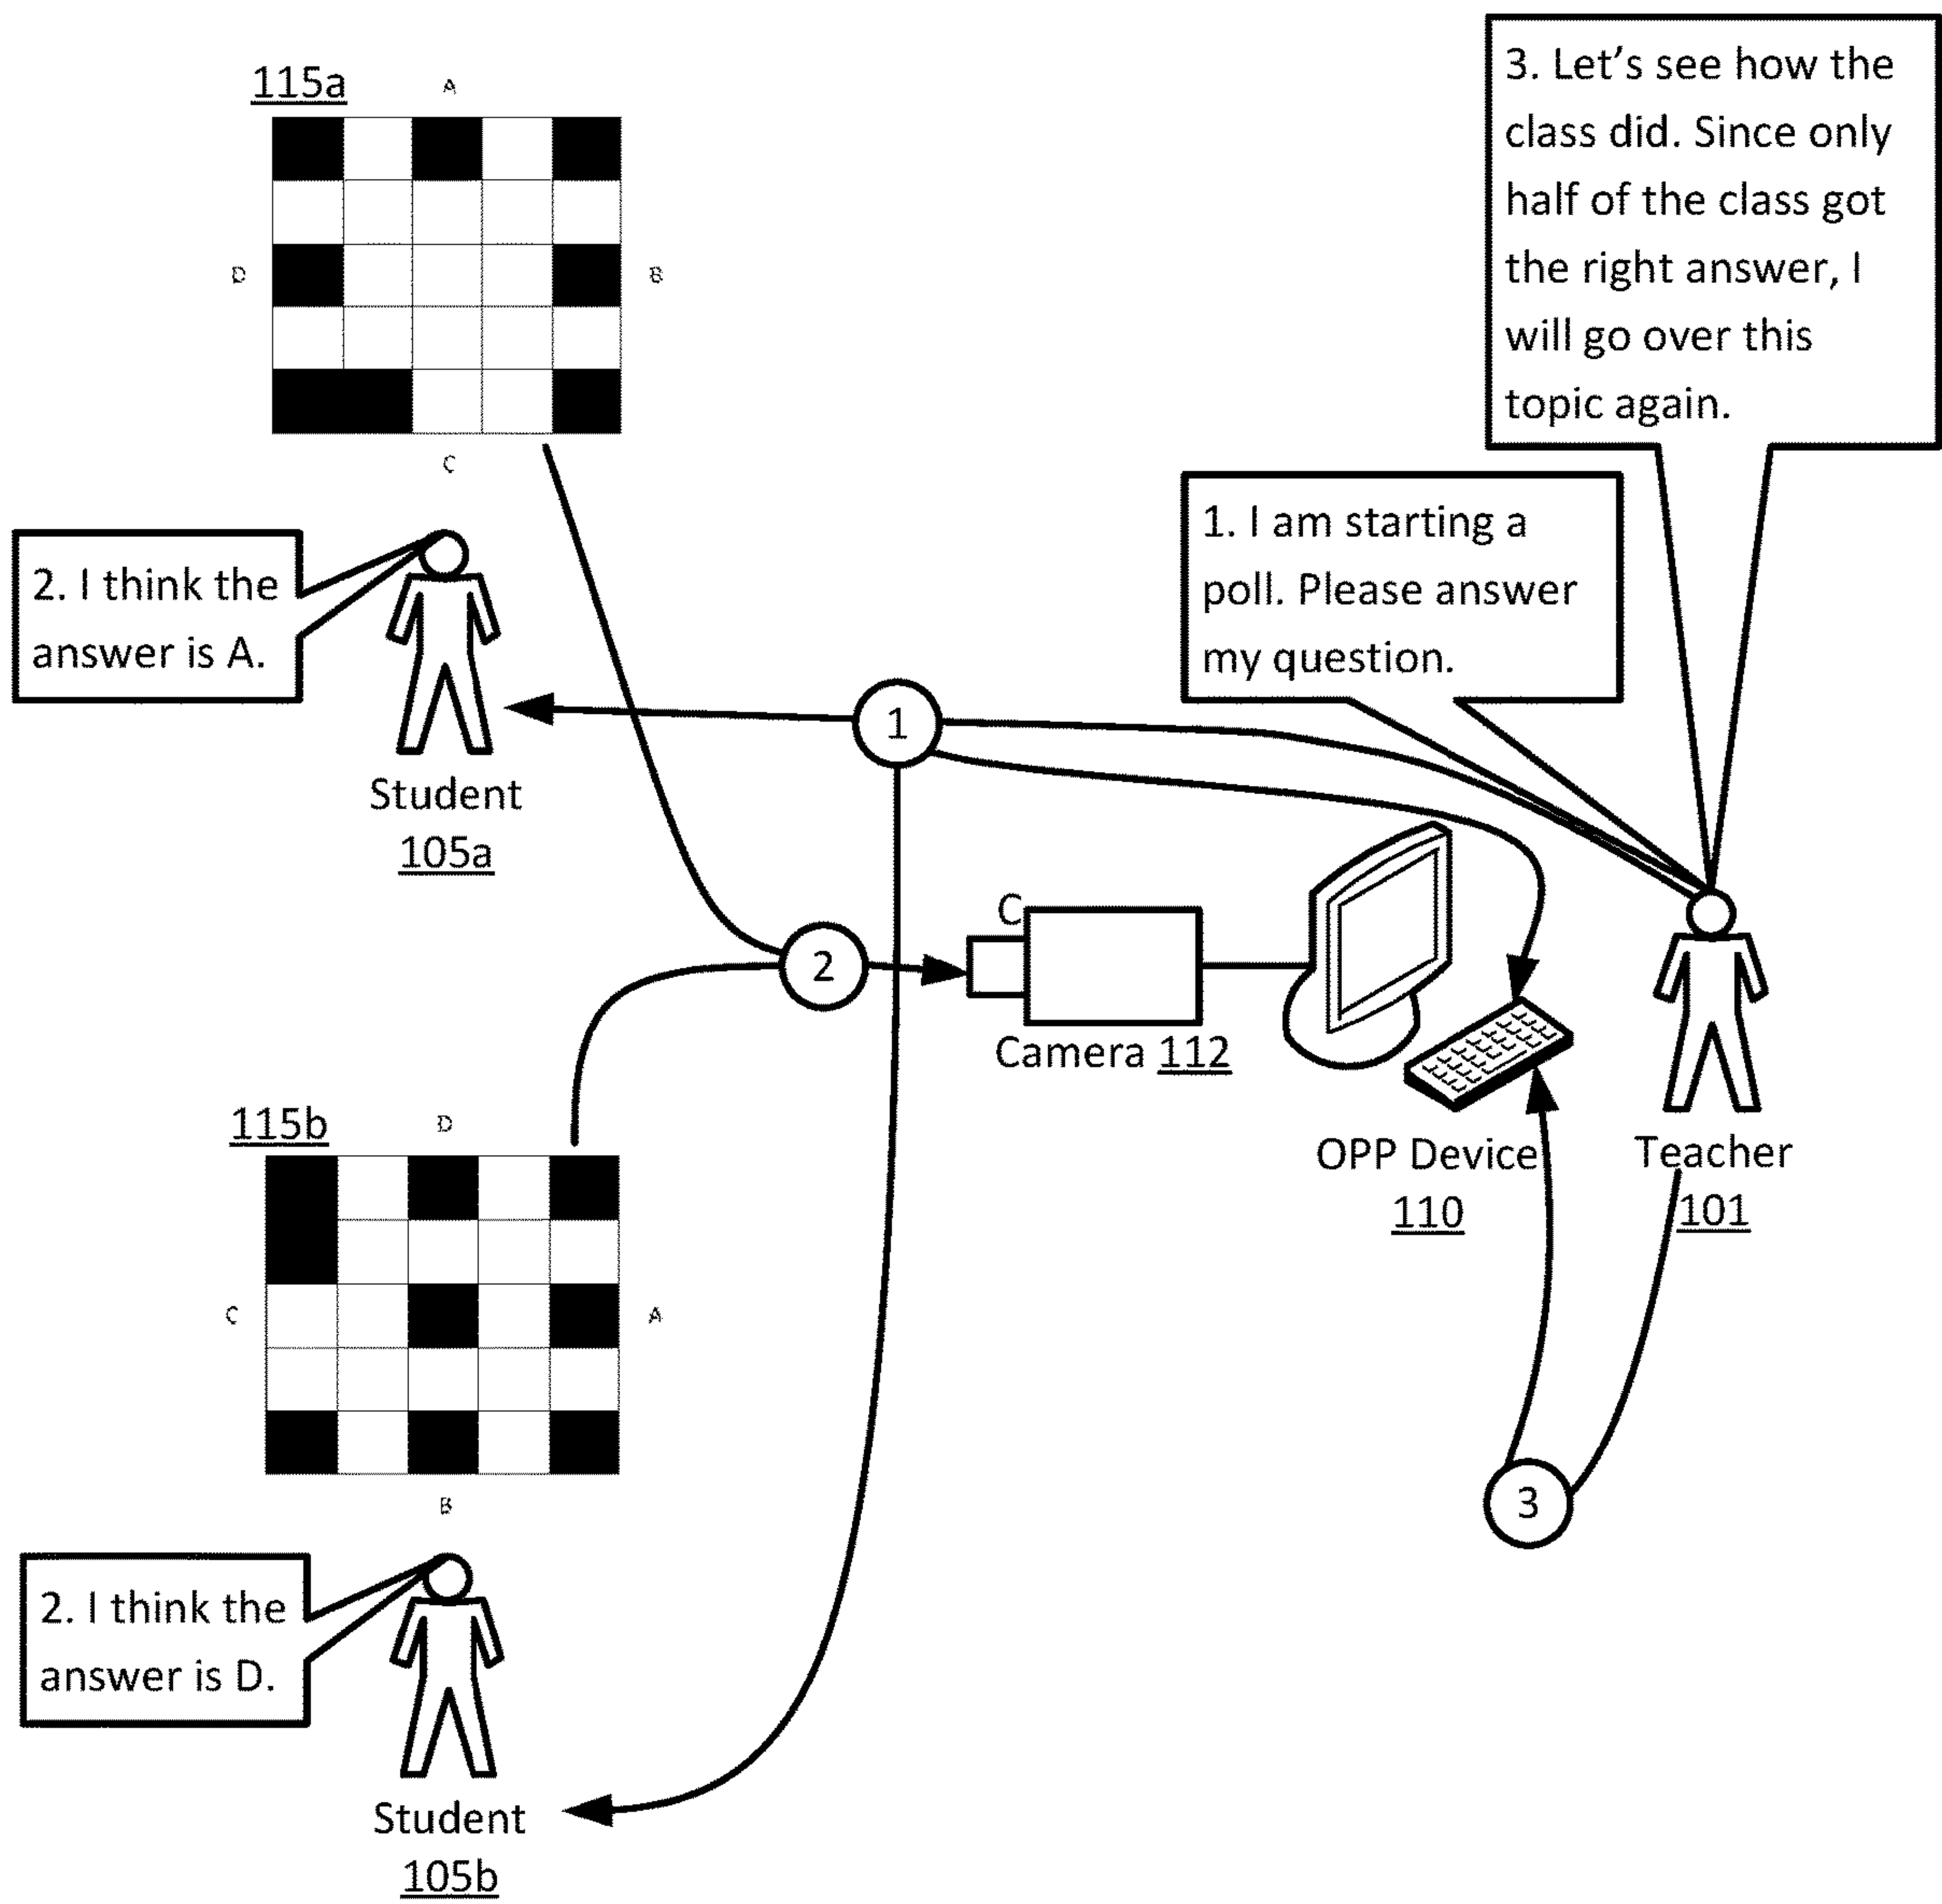 115a
A
D
B
C
2. I think the
answer is A.
Student
105a
3. Let's see how the
class did. Since only
half of the class got
the right answer, I
will go over this
topic again.
1. I am starting a
poll. Please answer
my question.
1
2
C
Camera 112
OPP Device
110
Teacher
101
115b
D
C
A
B
2. I think the
answer is D.
Student
105b
3